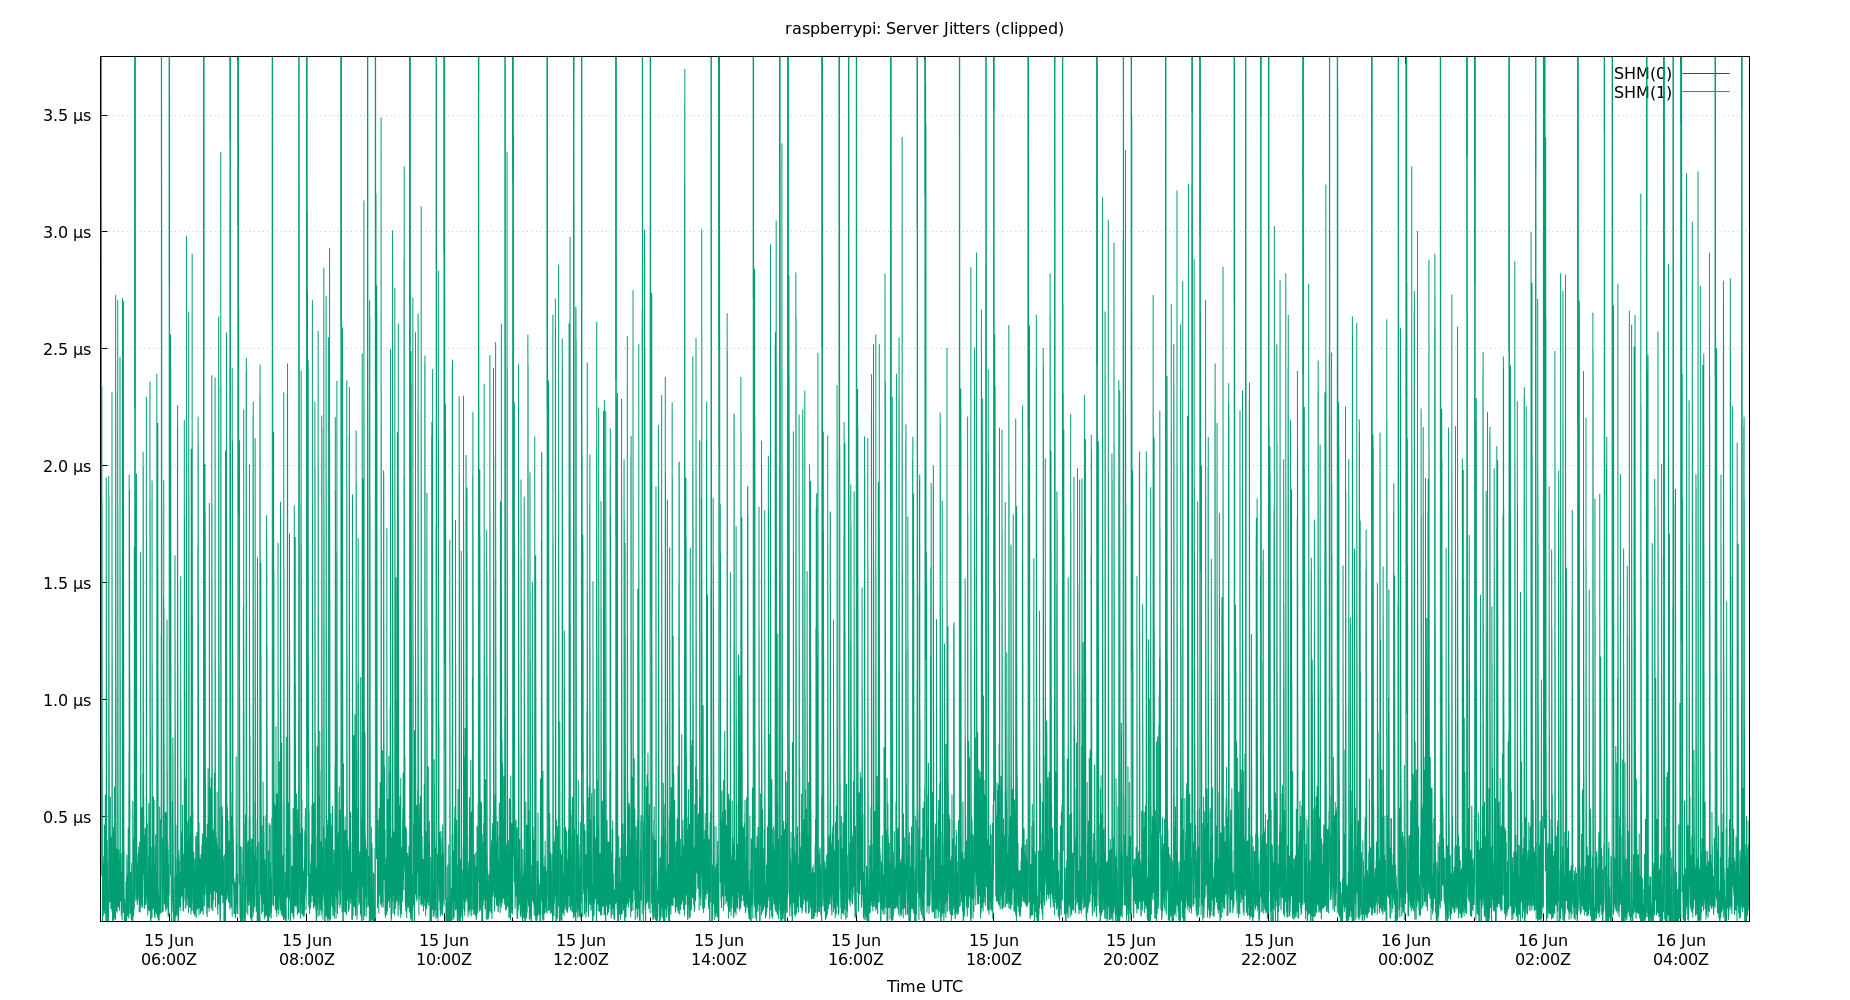 raspberrypi: Server Jitters (clipped)
SHM(0)
SHM(1)
3.5 µs
3.0 µs
2.5 µs
2.0 µs
1.5 µs
1.0 µs
0.5 µs
15 Jun 15 Jun 15 Jun 15 Jun 15 Jun 15 Jun 15 Jun 15 Jun 15 Jun 16 Jun 16 Jun 16 Jun
06:00Z 08:00Z 10:00Z 12:00Z 14:00Z 16:00Z 18:00Z 20:00Z 22:00Z 00:00Z 02:00Z 04:00Z
Time UTC